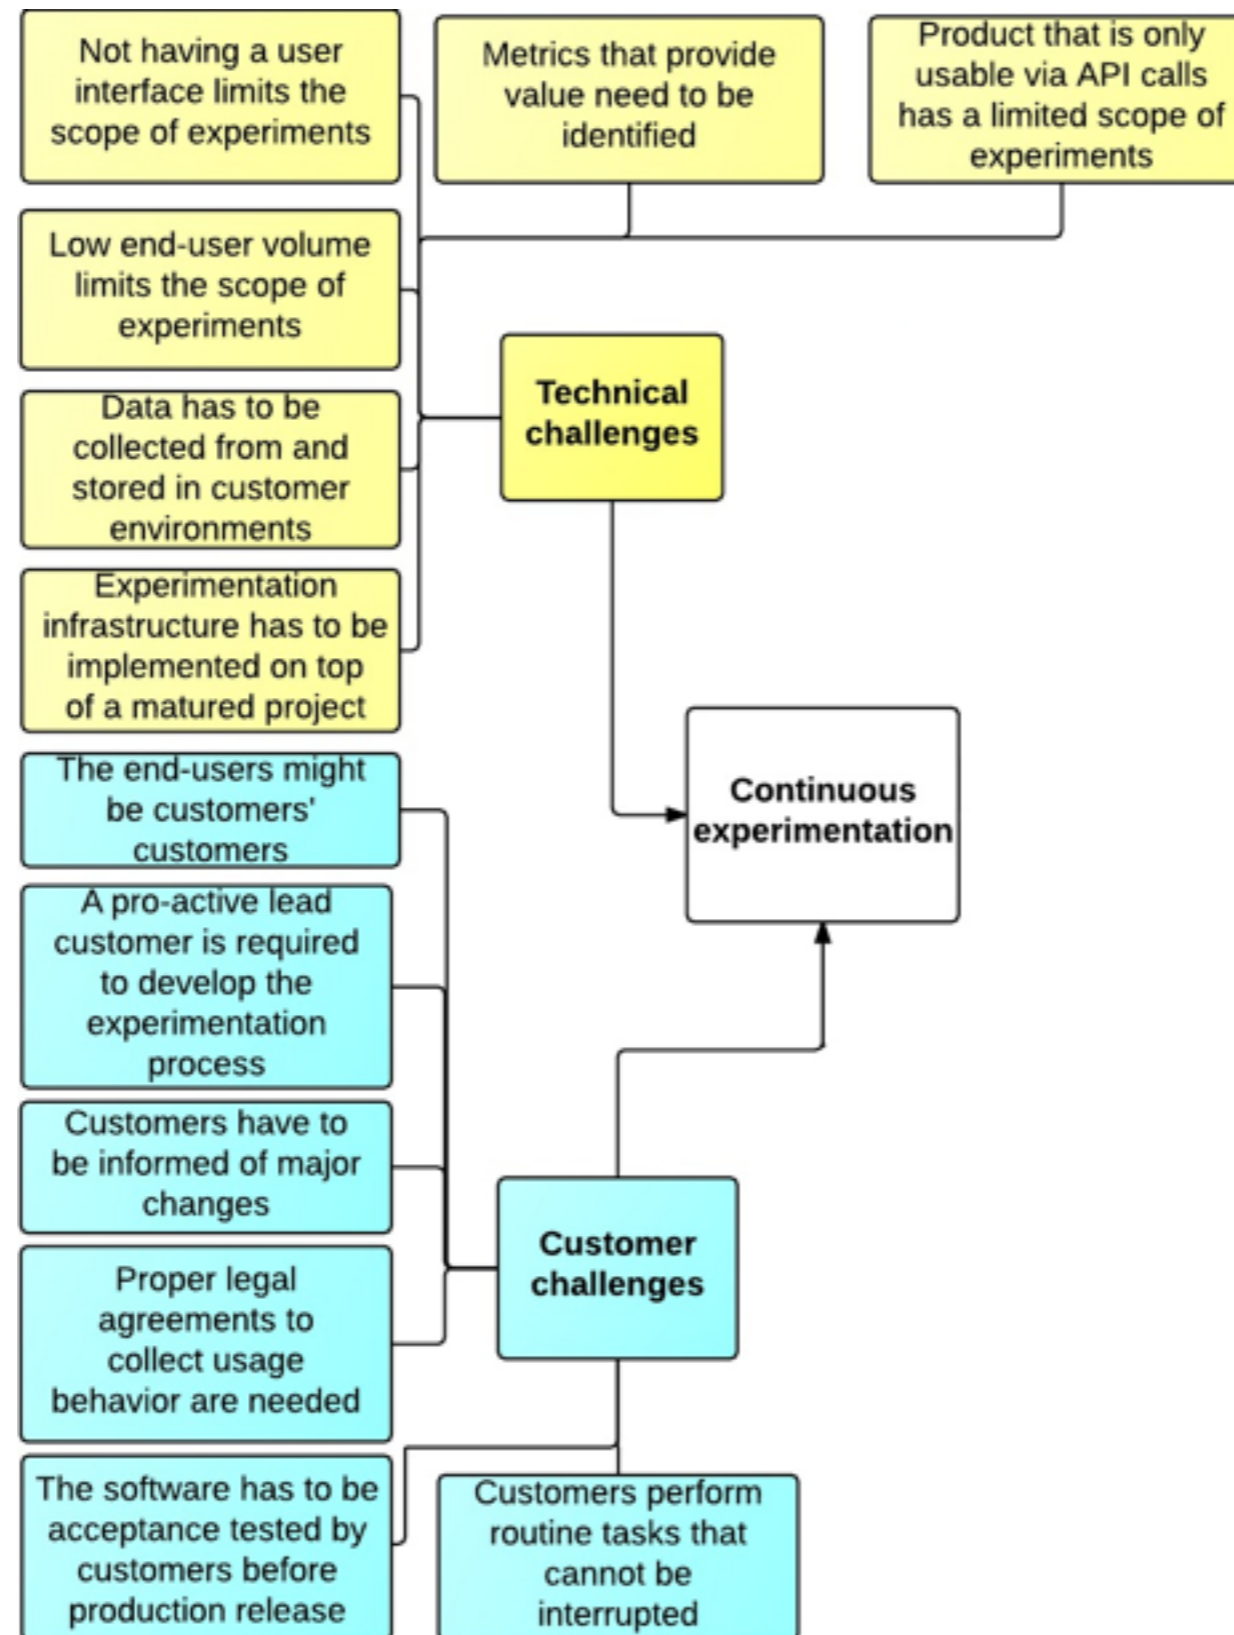 Not having a user
interface limits the
scope of experiments
Metrics that provide
value need to be
identified
Product that is only
usable via API calls
has a limited scope of
experiments
Low end-user volume
limits the scope of
experiments
Technical
challenges
Data has to be
collected from and
stored in customer
environments
Experimentation
infrastructure has to be
implemented on top
of a matured project
Continuous
experimentation
The end-users might
be customers'
customers
A pro-active lead
customer is required
to develop the
experimentation
process
Customers have to
be informed of major
changes
Customer
challenges
Proper legal
agreements to
collect usage
behavior are needed
The software has to be
acceptance tested by
customers before
production release
Customers perform
routine tasks that
cannot be
interrupted